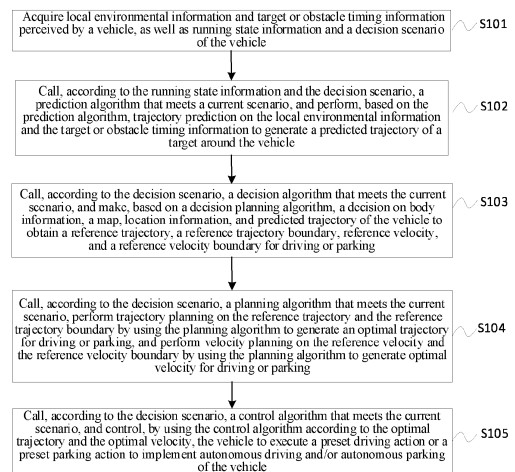 Acquire local environmental information and target or obstacle timing information
perceived by a vehicle, as well as running state information and a decision scenario
of the vehicle
S101
Call, according to the running state information and the decision scenario, a
prediction algorithm that meets a current scenario, and perform, based on the
prediction algorithm, trajectory prediction on the local environmental information
and the target or obstacle timing information to generate a predicted trajectory of a
target around the vehicle
S102
Call, according to the decision scenario, a decision algorithm that meets the current
scenario, and make, based on a decision planning algorithm, a decision on body
information, a map, location information, and predicted trajectory of the vehicle to
obtain a reference trajectory, a reference trajectory boundary, reference velocity,
and a reference velocity boundary for driving or parking
S103
Call, according to the decision scenario, a planning algorithm that meets the current
scenario, perform trajectory planning on the reference trajectory and the reference
trajectory boundary by using the planning algorithm to generate an optimal trajectory
for driving or parking, and perform velocity planning on the reference velocity and
the reference velocity boundary by using the planning algorithm to generate optimal
velocity for driving or parking
S104
Call, according to the decision scenario, a control algorithm that meets the current
scenario, and control, by using the control algorithm according to the optimal
trajectory and the optimal velocity, the vehicle to execute a preset driving action or a
preset parking action to implement autonomous driving and/or autonomous parking
of the vehicle
S105